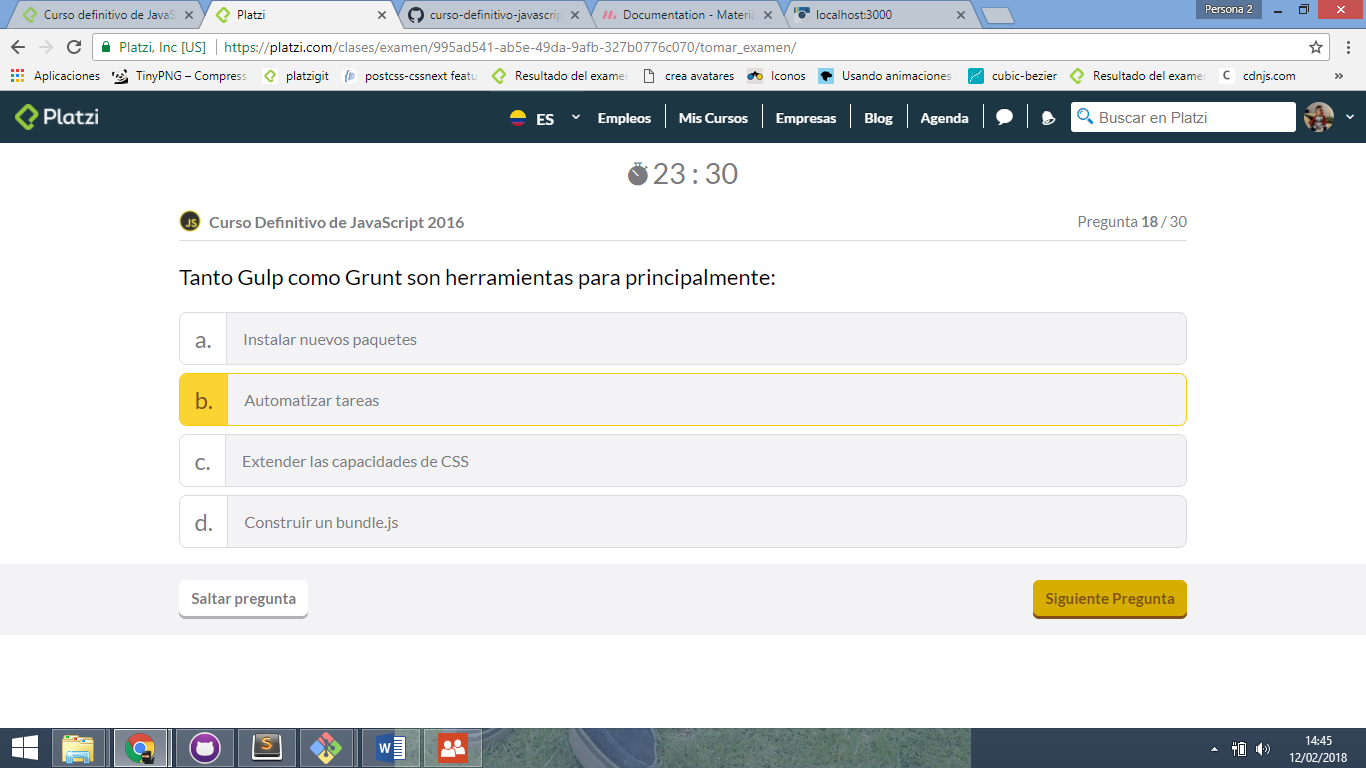 Curso definitivo de JavaS
Platzi
curso-definitivo-javascrip
Documentation - Materia
localhost:3000
Persona 2
Platzi, Inc [US]
https://platzi.com/clases/examen/995ad541-ab5e-49da-9afb-327b0776c070/tomar_examen/
Aplicaciones
TinyPNG – Compress
platzigit
postcss-cssnext featu
Resultado del examen
crea avatares
Iconos
Usando animaciones
cubic-bezier
Resultado del examen
cdnjs.com
»
Platzi
ES
Empleos
Mis Cursos
Empresas
Blog
Agenda
Buscar en Platzi
23 : 30
JS
Curso Definitivo de JavaScript 2016
Pregunta 18 / 30
Tanto Gulp como Grunt son herramientas para principalmente:
a. Instalar nuevos paquetes
b. Automatizar tareas
c. Extender las capacidades de CSS
d. Construir un bundle.js
Saltar pregunta
Siguiente Pregunta
14:45
12/02/2018